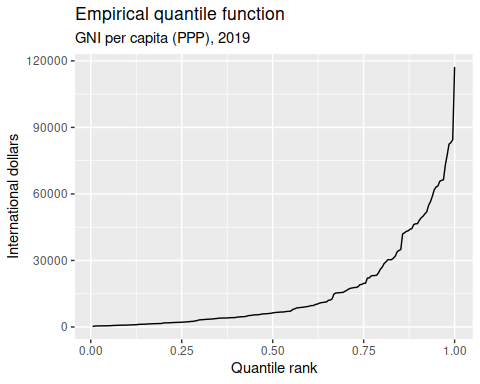 Empirical quantile function
GNI per capita (PPP), 2019
International dollars
120000
90000
60000
30000
0
0.00 0.25 0.50 0.75 1.00
Quantile rank